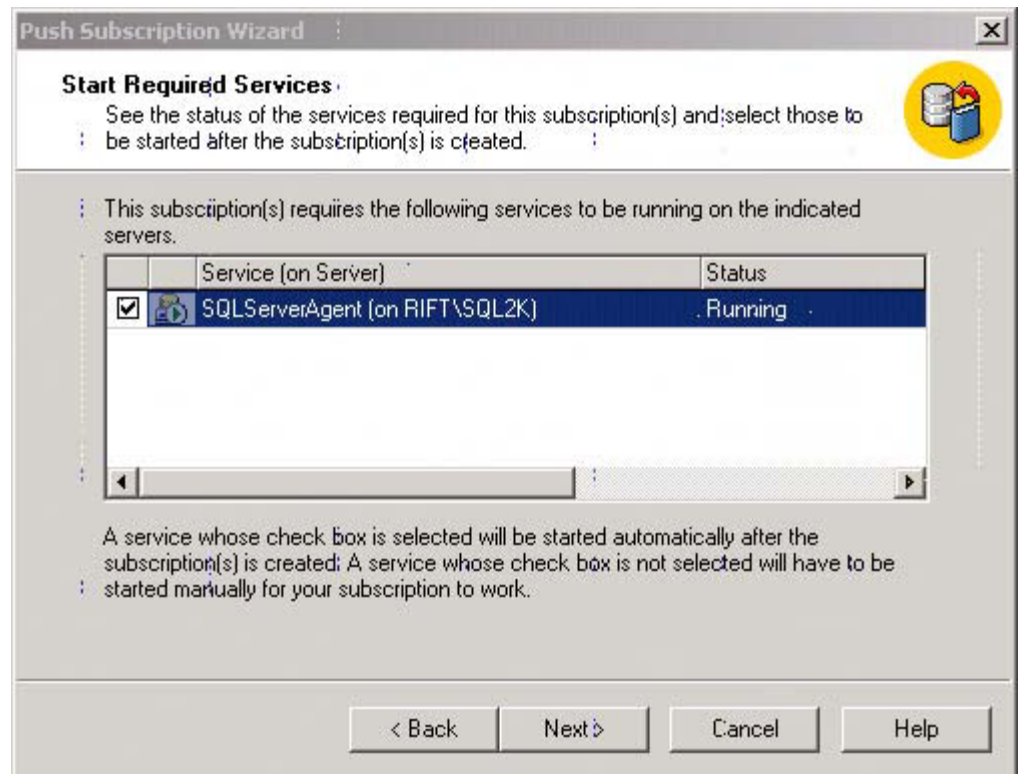 Push Subscription Wizard
Start Required Services
See the status of the services required for this subscription(s) and select those to
be started after the subscription(s) is created.
This subscription(s) requires the following services to be running on the indicated
servers.
Service (on Server) Status
SQLServerAgent (on RIFT\SQL2K) Running
A service whose check box is selected will be started automatically after the
subscription(s) is created. A service whose check box is not selected will have to be
started manually for your subscription to work.
< Back Next > Cancel Help